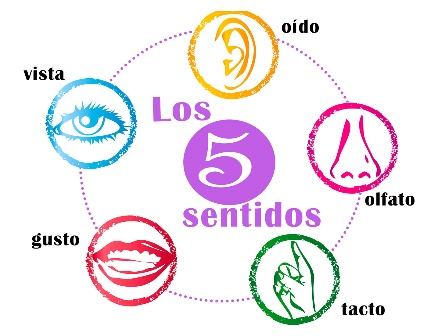 oído
vista
Los
5
sentidos
olfato
gusto
tacto